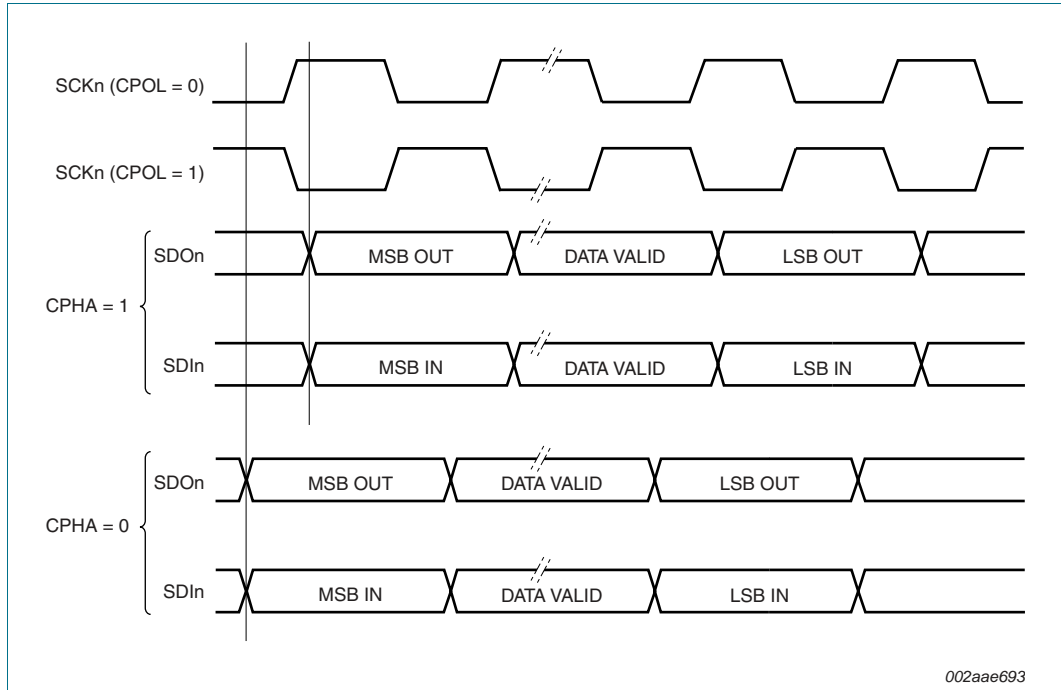 SCKn (CPOL = 0)
SCKn (CPOL = 1)
CPHA = 1
SDOn
MSB OUT
DATA VALID
LSB OUT
SDIn
MSB IN
DATA VALID
LSB IN
CPHA = 0
SDOn
MSB OUT
DATA VALID
LSB OUT
SDIn
MSB IN
DATA VALID
LSB IN
002aae693